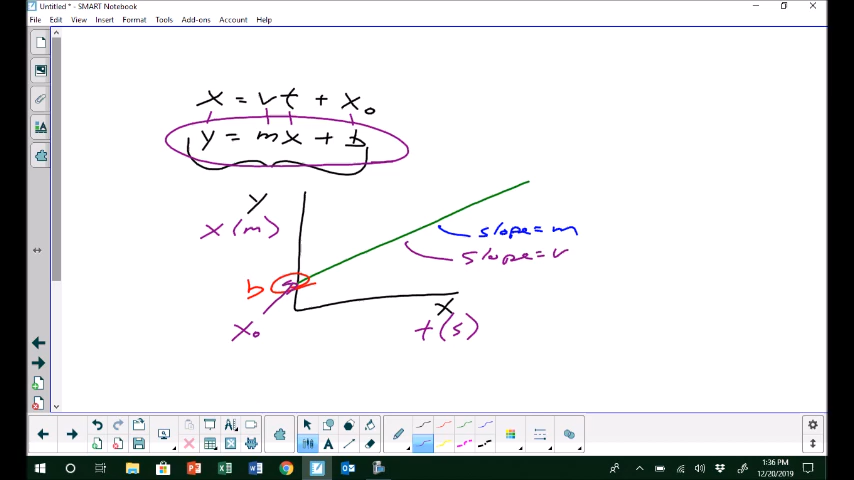 Untitled * - SMART Notebook
File Edit View Insert Format Tools Add-ons Account Help
x = vt + x₀
y = mx + b
y
x (m)
slope = m
slope = v
b
x
x₀
t (s)
1:36 PM
12/20/2019